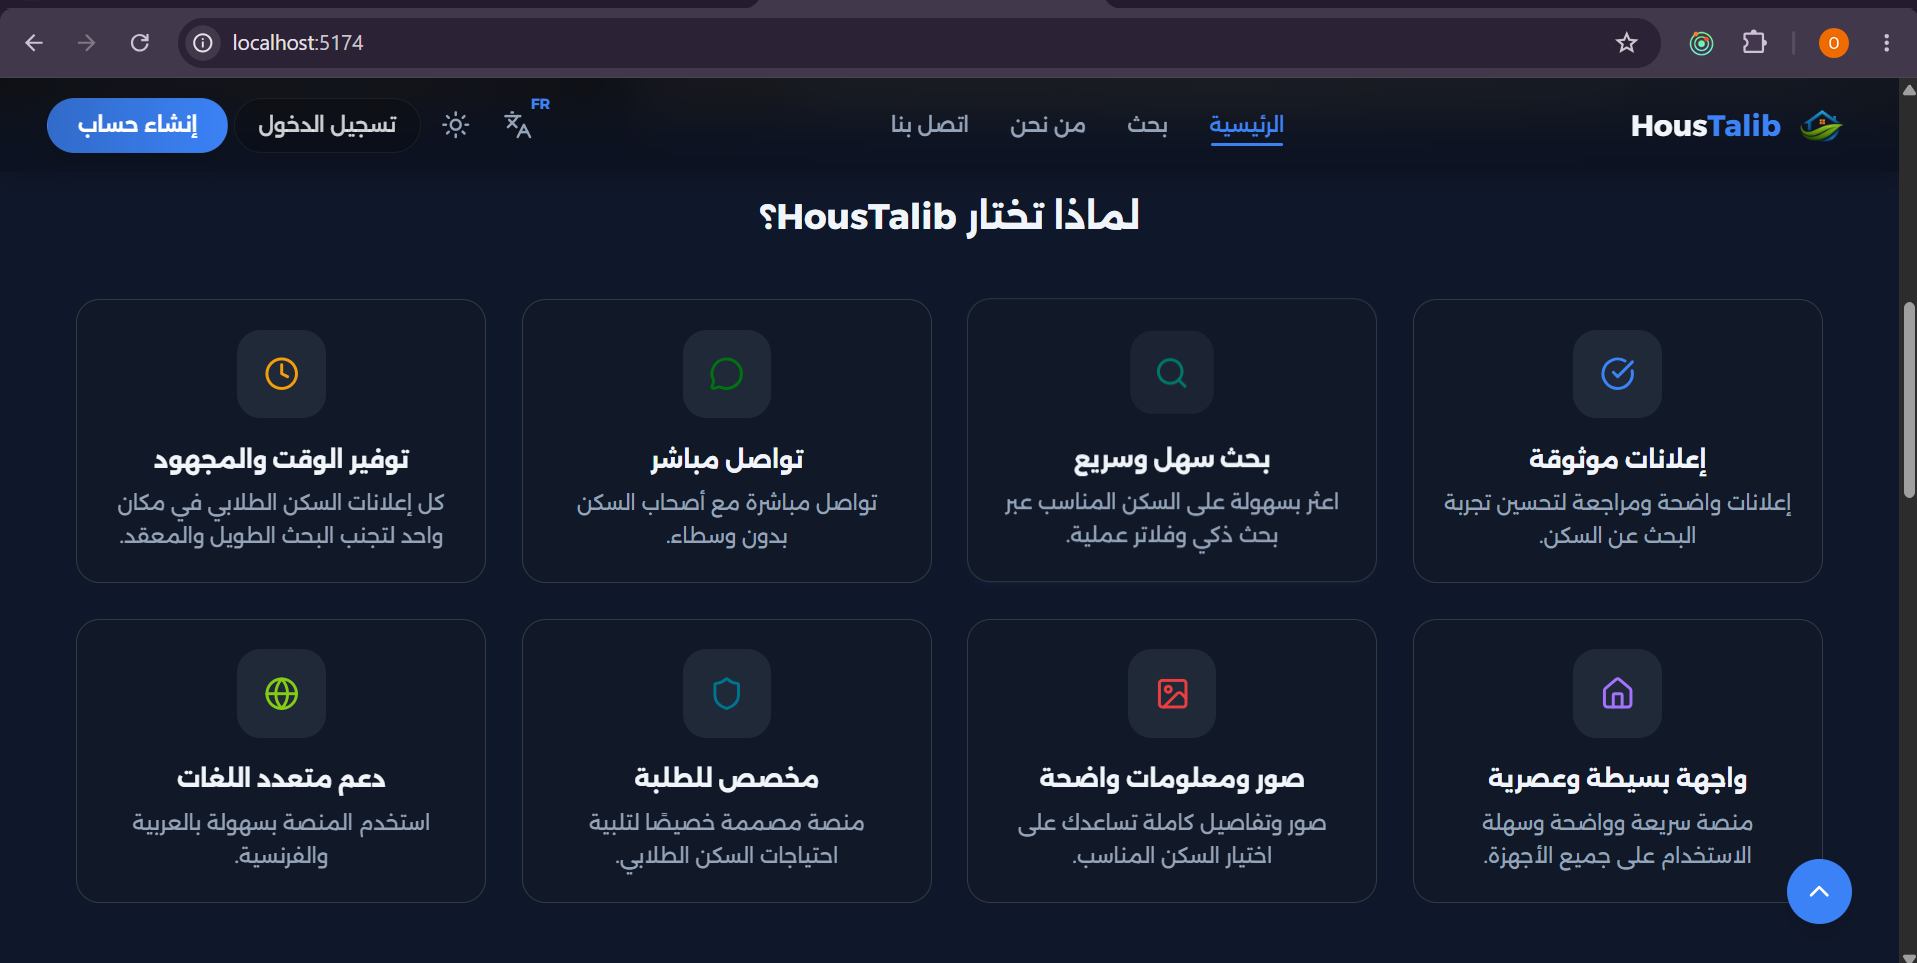 localhost:5174
O
HousTalib
الرئيسية
بحث
من نحن
اتصل بنا
FR
تسجيل الدخول
إنشاء حساب
لماذا تختار HousTalib؟
إعلانات موثوقة
إعلانات واضحة ومراجعة لتحسين تجربة
البحث عن السكن.
بحث سهل وسريع
اعثر بسهولة على السكن المناسب عبر
بحث ذكي وفلاتر عملية.
تواصل مباشر
تواصل مباشرة مع أصحاب السكن
بدون وسطاء.
توفير الوقت والمجهود
كل إعلانات السكن الطلابي في مكان
واحد لتجنب البحث الطويل والمعقد.
واجهة بسيطة وعصرية
منصة سريعة وواضحة وسهلة
الاستخدام على جميع الأجهزة.
صور ومعلومات واضحة
صور وتفاصيل كاملة تساعدك على
اختيار السكن المناسب.
مخصص للطلبة
منصة مصممة خصيصًا لتلبية
احتياجات السكن الطلابي.
دعم متعدد اللغات
استخدم المنصة بسهولة بالعربية
والفرنسية.